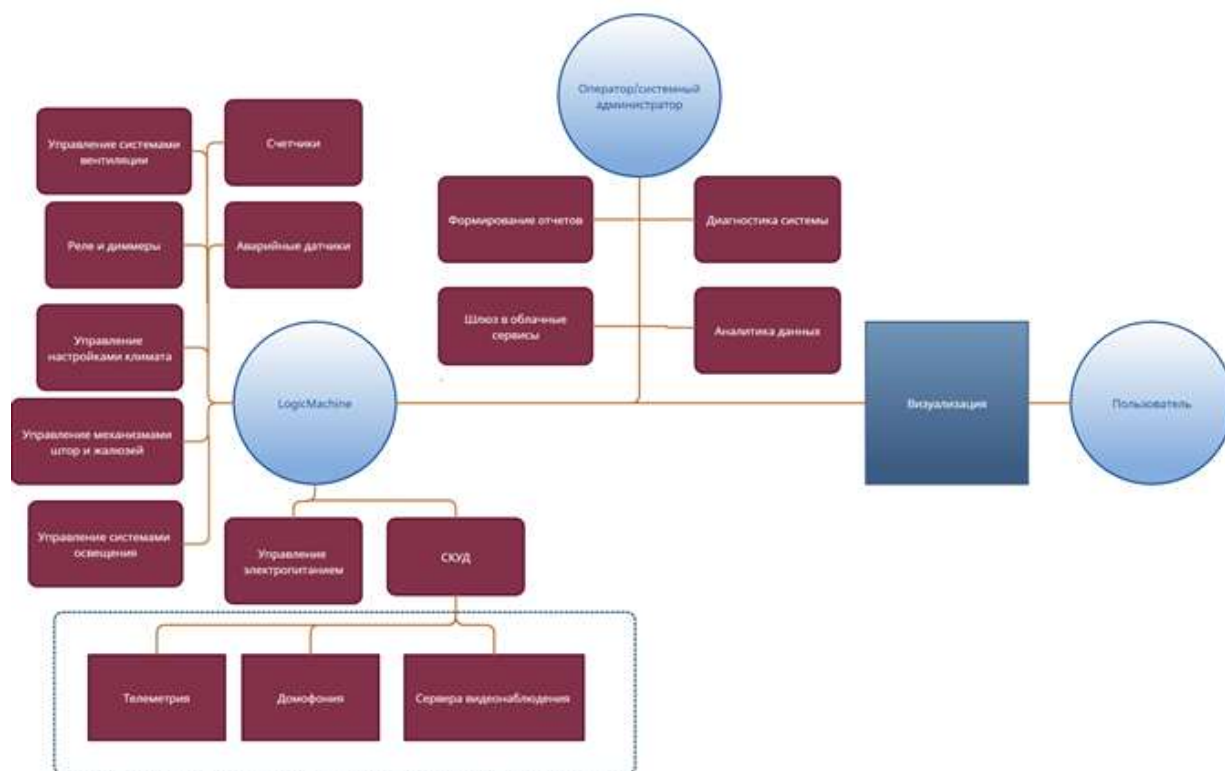 Оператор/системный
администратор
Управление системами
вентиляции
Счетчики
Реле и диммеры
Аварийные датчики
Формирование отчетов
Диагностика системы
Управление
настройками климата
Шлюз в облачные
сервисы
Аналитика данных
LogicMachine
Визуализация
Пользователь
Управление механизмами
штор и жалюзей
Управление системами
освещения
Управление
электропитанием
СКУД
Телеметрия
Домофония
Сервера видеонаблюдения